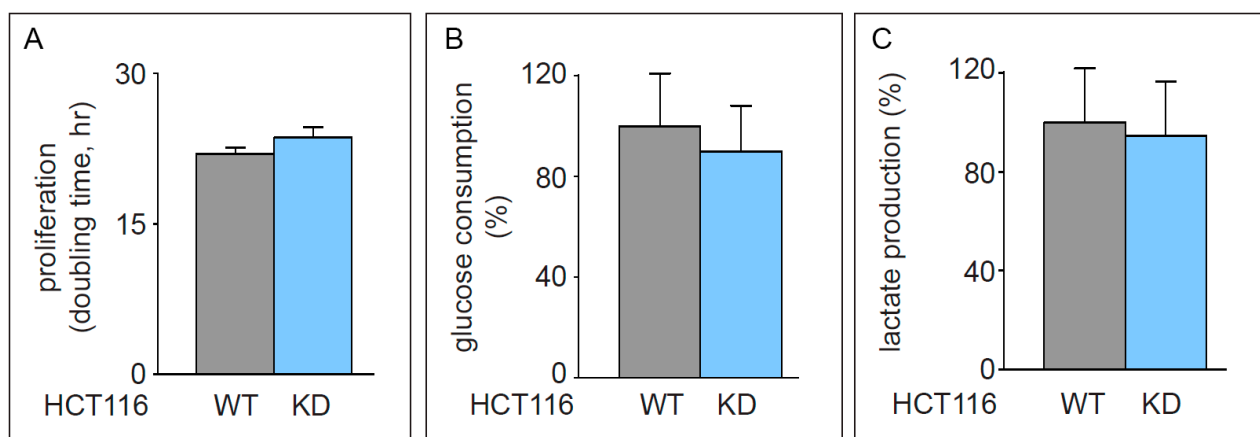 A
proliferation
(doubling time, hr)
30
15
0
HCT116 WT KD
B
glucose consumption
(%)
120
80
40
0
HCT116 WT KD
C
lactate production (%)
120
80
40
0
HCT116 WT KD